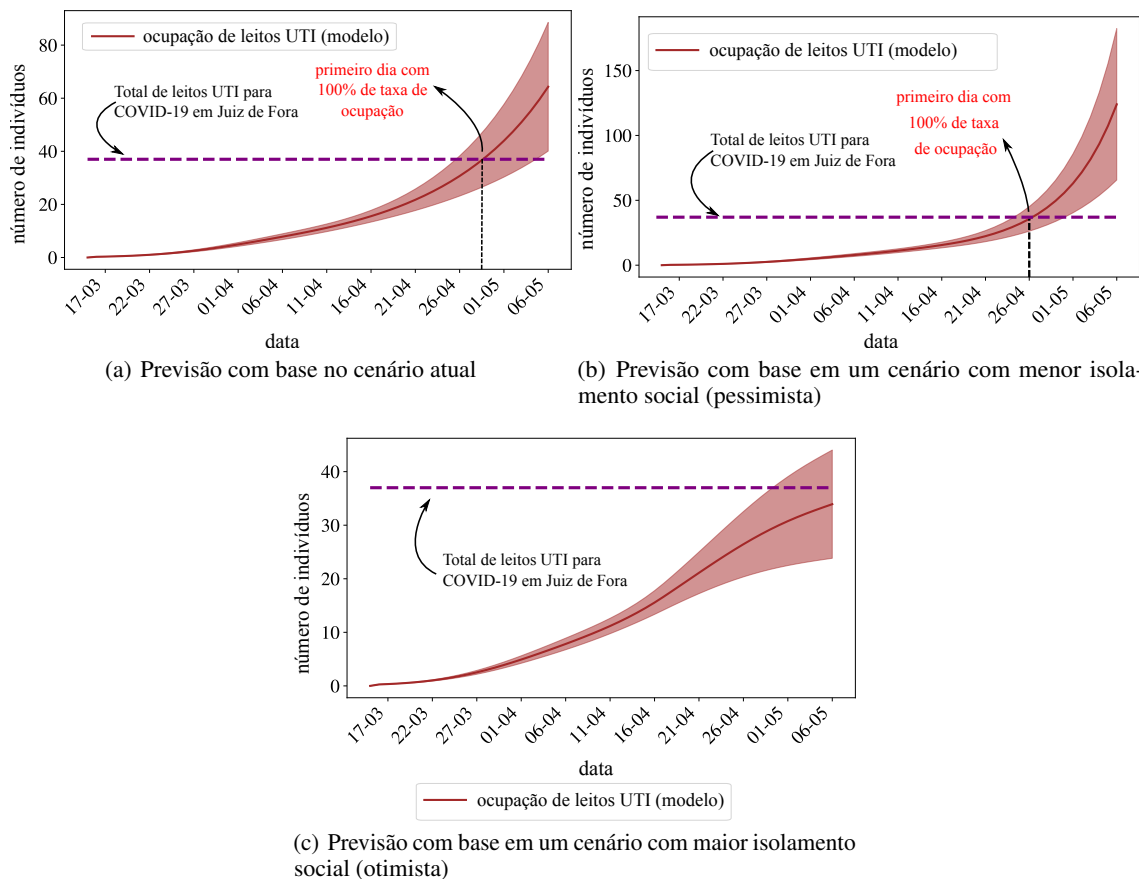 ocupação de leitos UTI (modelo)
primeiro dia com
100% de taxa de
ocupação
Total de leitos UTI para
COVID-19 em Juiz de Fora
número de indivíduos
80
60
40
20
0
17-03
22-03
27-03
01-04
06-04
11-04
16-04
21-04
26-04
01-05
06-05
data
(a) Previsão com base no cenário atual
ocupação de leitos UTI (modelo)
primeiro dia com
100% de taxa
de ocupação
Total de leitos UTI para
COVID-19 em Juiz de Fora
número de indivíduos
150
100
50
0
17-03
22-03
27-03
01-04
06-04
11-04
16-04
21-04
26-04
01-05
06-05
data
(b) Previsão com base em um cenário com menor isola-
mento social (pessimista)
número de indivíduos
40
30
20
10
0
Total de leitos UTI para
COVID-19 em Juiz de Fora
17-03
22-03
27-03
01-04
06-04
11-04
16-04
21-04
26-04
01-05
06-05
data
ocupação de leitos UTI (modelo)
(c) Previsão com base em um cenário com maior isolamento
social (otimista)